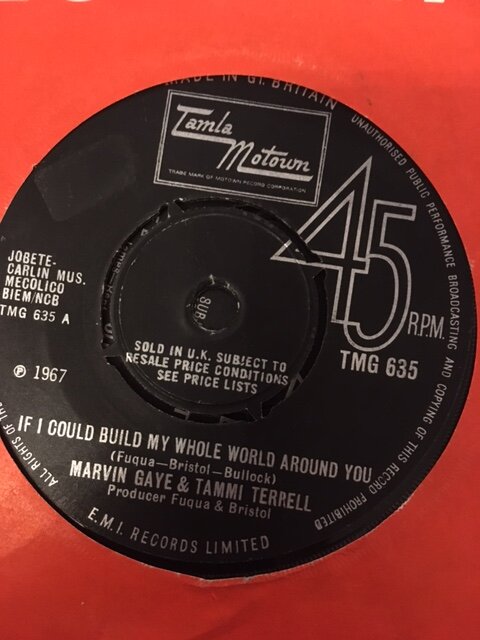 MADE IN GT. BRITAIN
UNAUTHORISED PUBLIC PERFORMANCE BROADCASTING AND COPYING OF THIS RECORD PROHIBITED
Tamla
Motown
TRADE MARK OF MOTOWN RECORD CORPORATION
45
R.P.M.
TMG 635
JOBETE-
CARLIN MUS.
MECOLICO
BIEM/NCB
TMG 635 A
SUB
SOLD IN U.K. SUBJECT TO
RESALE PRICE CONDITIONS
SEE PRICE LISTS
℗ 1967
IF I COULD BUILD MY WHOLE WORLD AROUND YOU
(Fuqua—Bristol—Bullock)
MARVIN GAYE & TAMMI TERRELL
Producer Fuqua & Bristol
E.M.I. RECORDS LIMITED
ALL RIGHTS OF THE